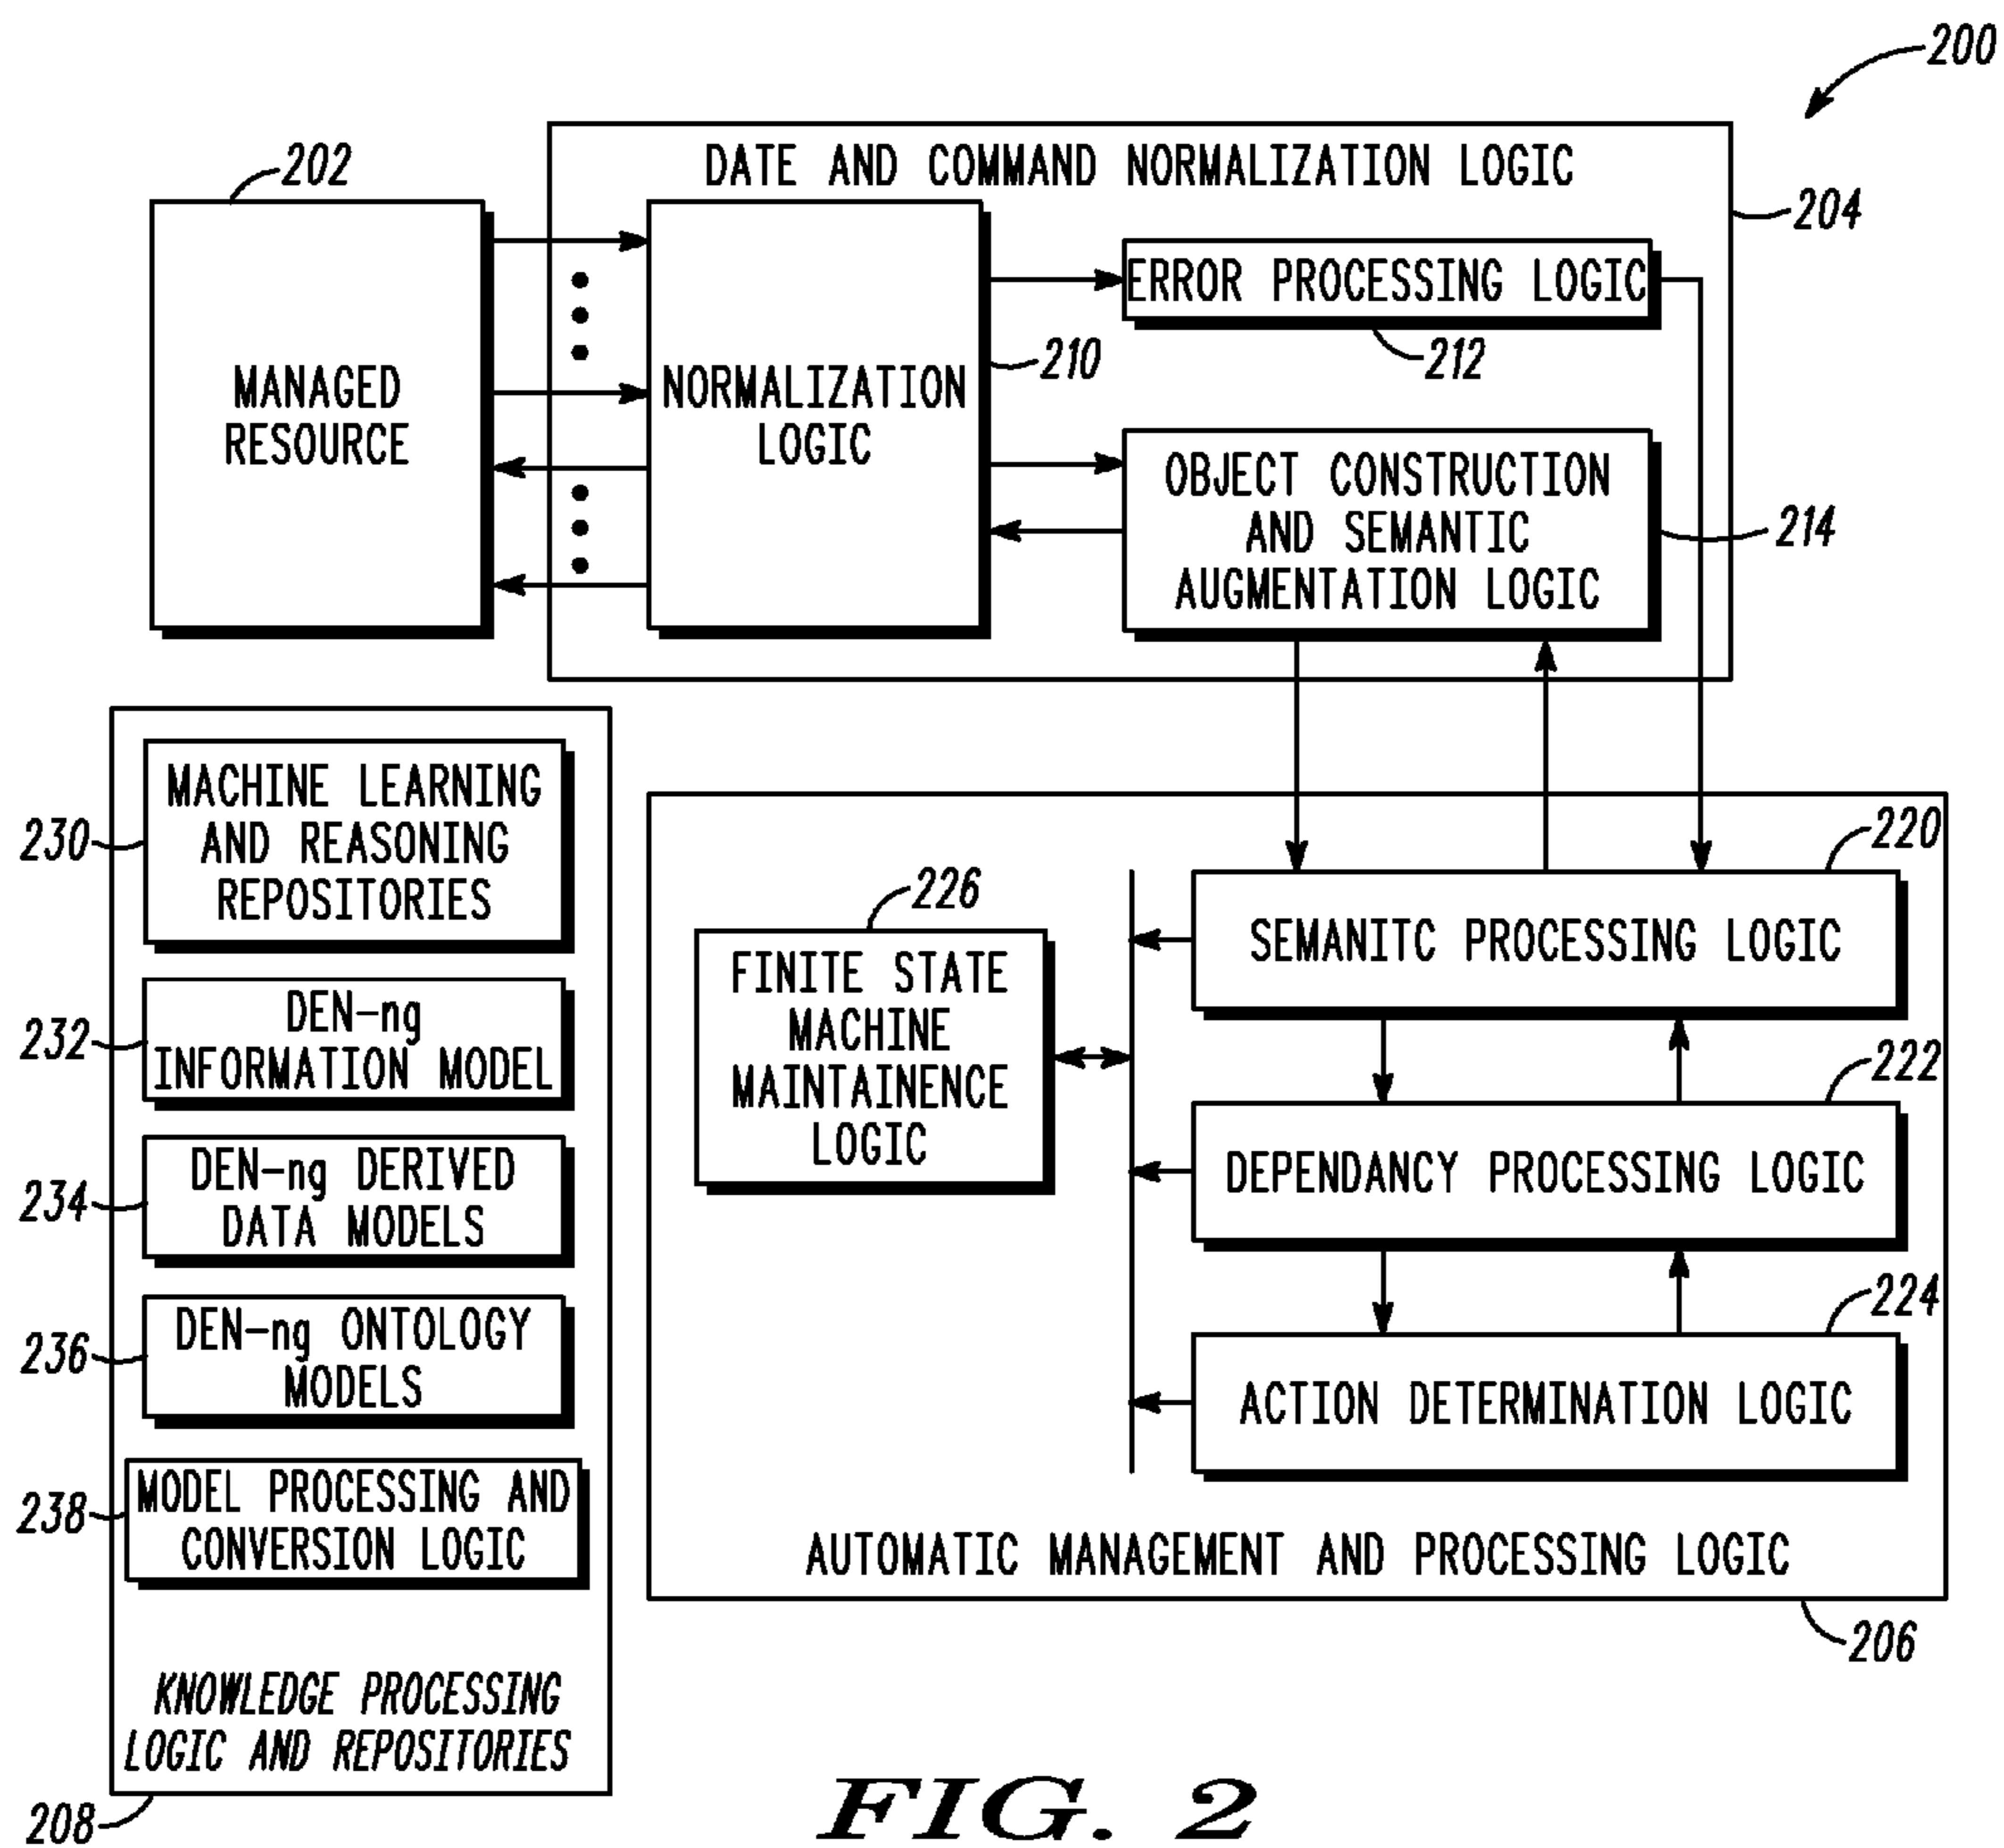 200
DATE AND COMMAND NORMALIZATION LOGIC
202
204
MANAGED
RESOURCE
NORMALIZATION
LOGIC
210
ERROR PROCESSING LOGIC
212
OBJECT CONSTRUCTION
AND SEMANTIC
AUGMENTATION LOGIC
214
MACHINE LEARNING
AND REASONING
REPOSITORIES
230
DEN-ng
INFORMATION MODEL
232
DEN-ng DERIVED
DATA MODELS
234
DEN-ng ONTOLOGY
MODELS
236
MODEL PROCESSING AND
CONVERSION LOGIC
238
KNOWLEDGE PROCESSING
LOGIC AND REPOSITORIES
208
226
FINITE STATE
MACHINE
MAINTAINENCE
LOGIC
220
SEMANITC PROCESSING LOGIC
222
DEPENDANCY PROCESSING LOGIC
224
ACTION DETERMINATION LOGIC
AUTOMATIC MANAGEMENT AND PROCESSING LOGIC
206
FIG. 2